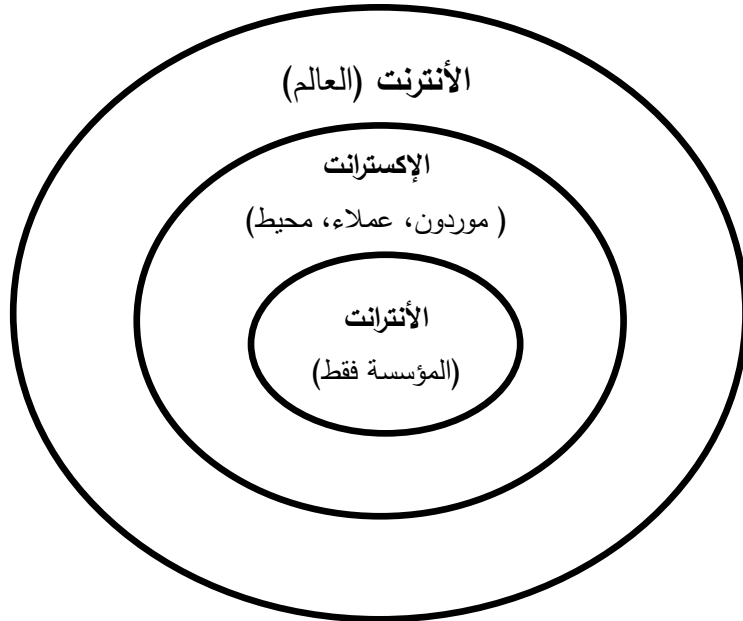 الأنترنت (العالم)
الإكسترانت
( موردون، عملاء، محيط)
الأنترانت
(المؤسسة فقط)